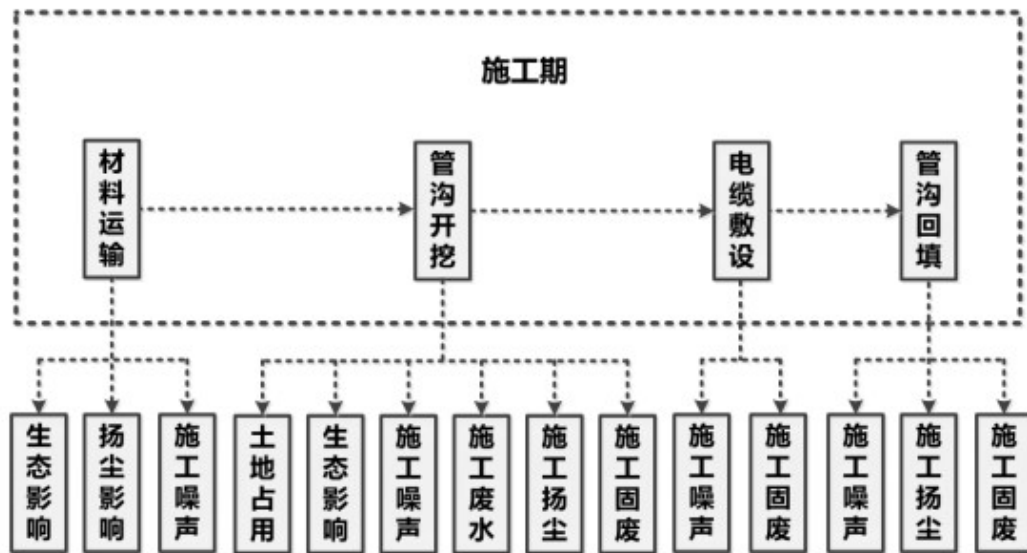 施工期
材料运输
管沟开挖
电缆敷设
管沟回填
生态影响
扬尘影响
施工噪声
土地占用
生态影响
施工噪声
施工废水
施工扬尘
施工固废
施工噪声
施工固废
施工噪声
施工扬尘
施工固废